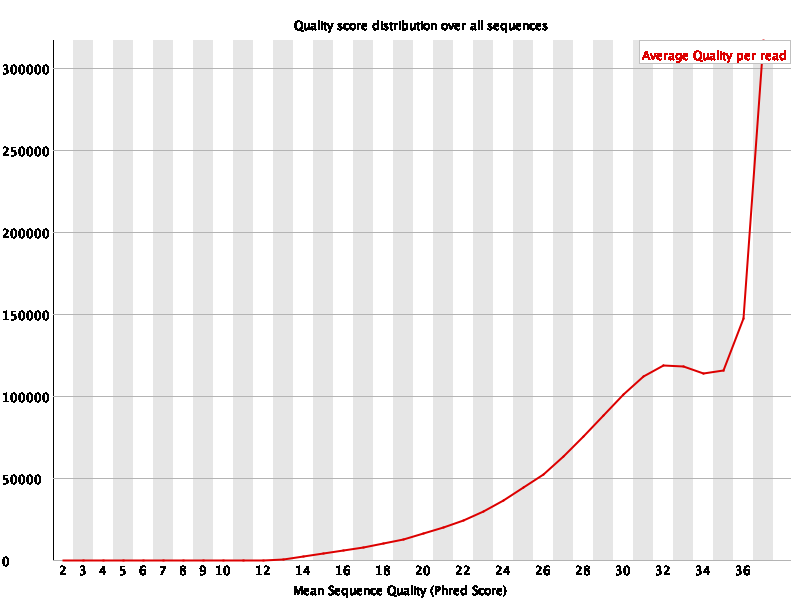 Quality score distribution over all sequences
Average Quality per read
300000
250000
200000
150000
100000
50000
0
2 3 4 5 6 7 8 9 10 12 14 16 18 20 22 24 26 28 30 32 34 36
Mean Sequence Quality (Phred Score)